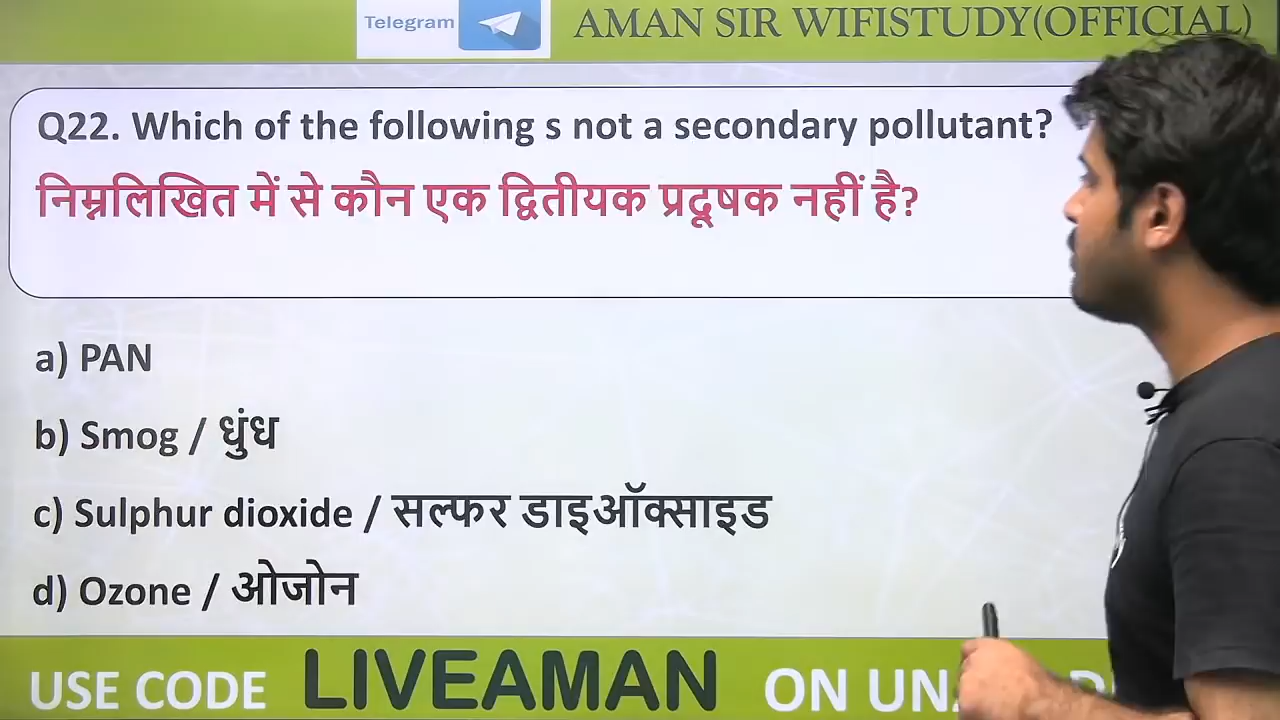 Telegram
AMAN SIR WIFISTUDY(OFFICIAL)
Q22. Which of the following s not a secondary pollutant?
निम्नलिखित में से कौन एक द्वितीयक प्रदूषक नहीं है?
a) PAN
b) Smog / धुंध
c) Sulphur dioxide / सल्फर डाइऑक्साइड
d) Ozone / ओजोन
USE CODE LIVEAMAN ON